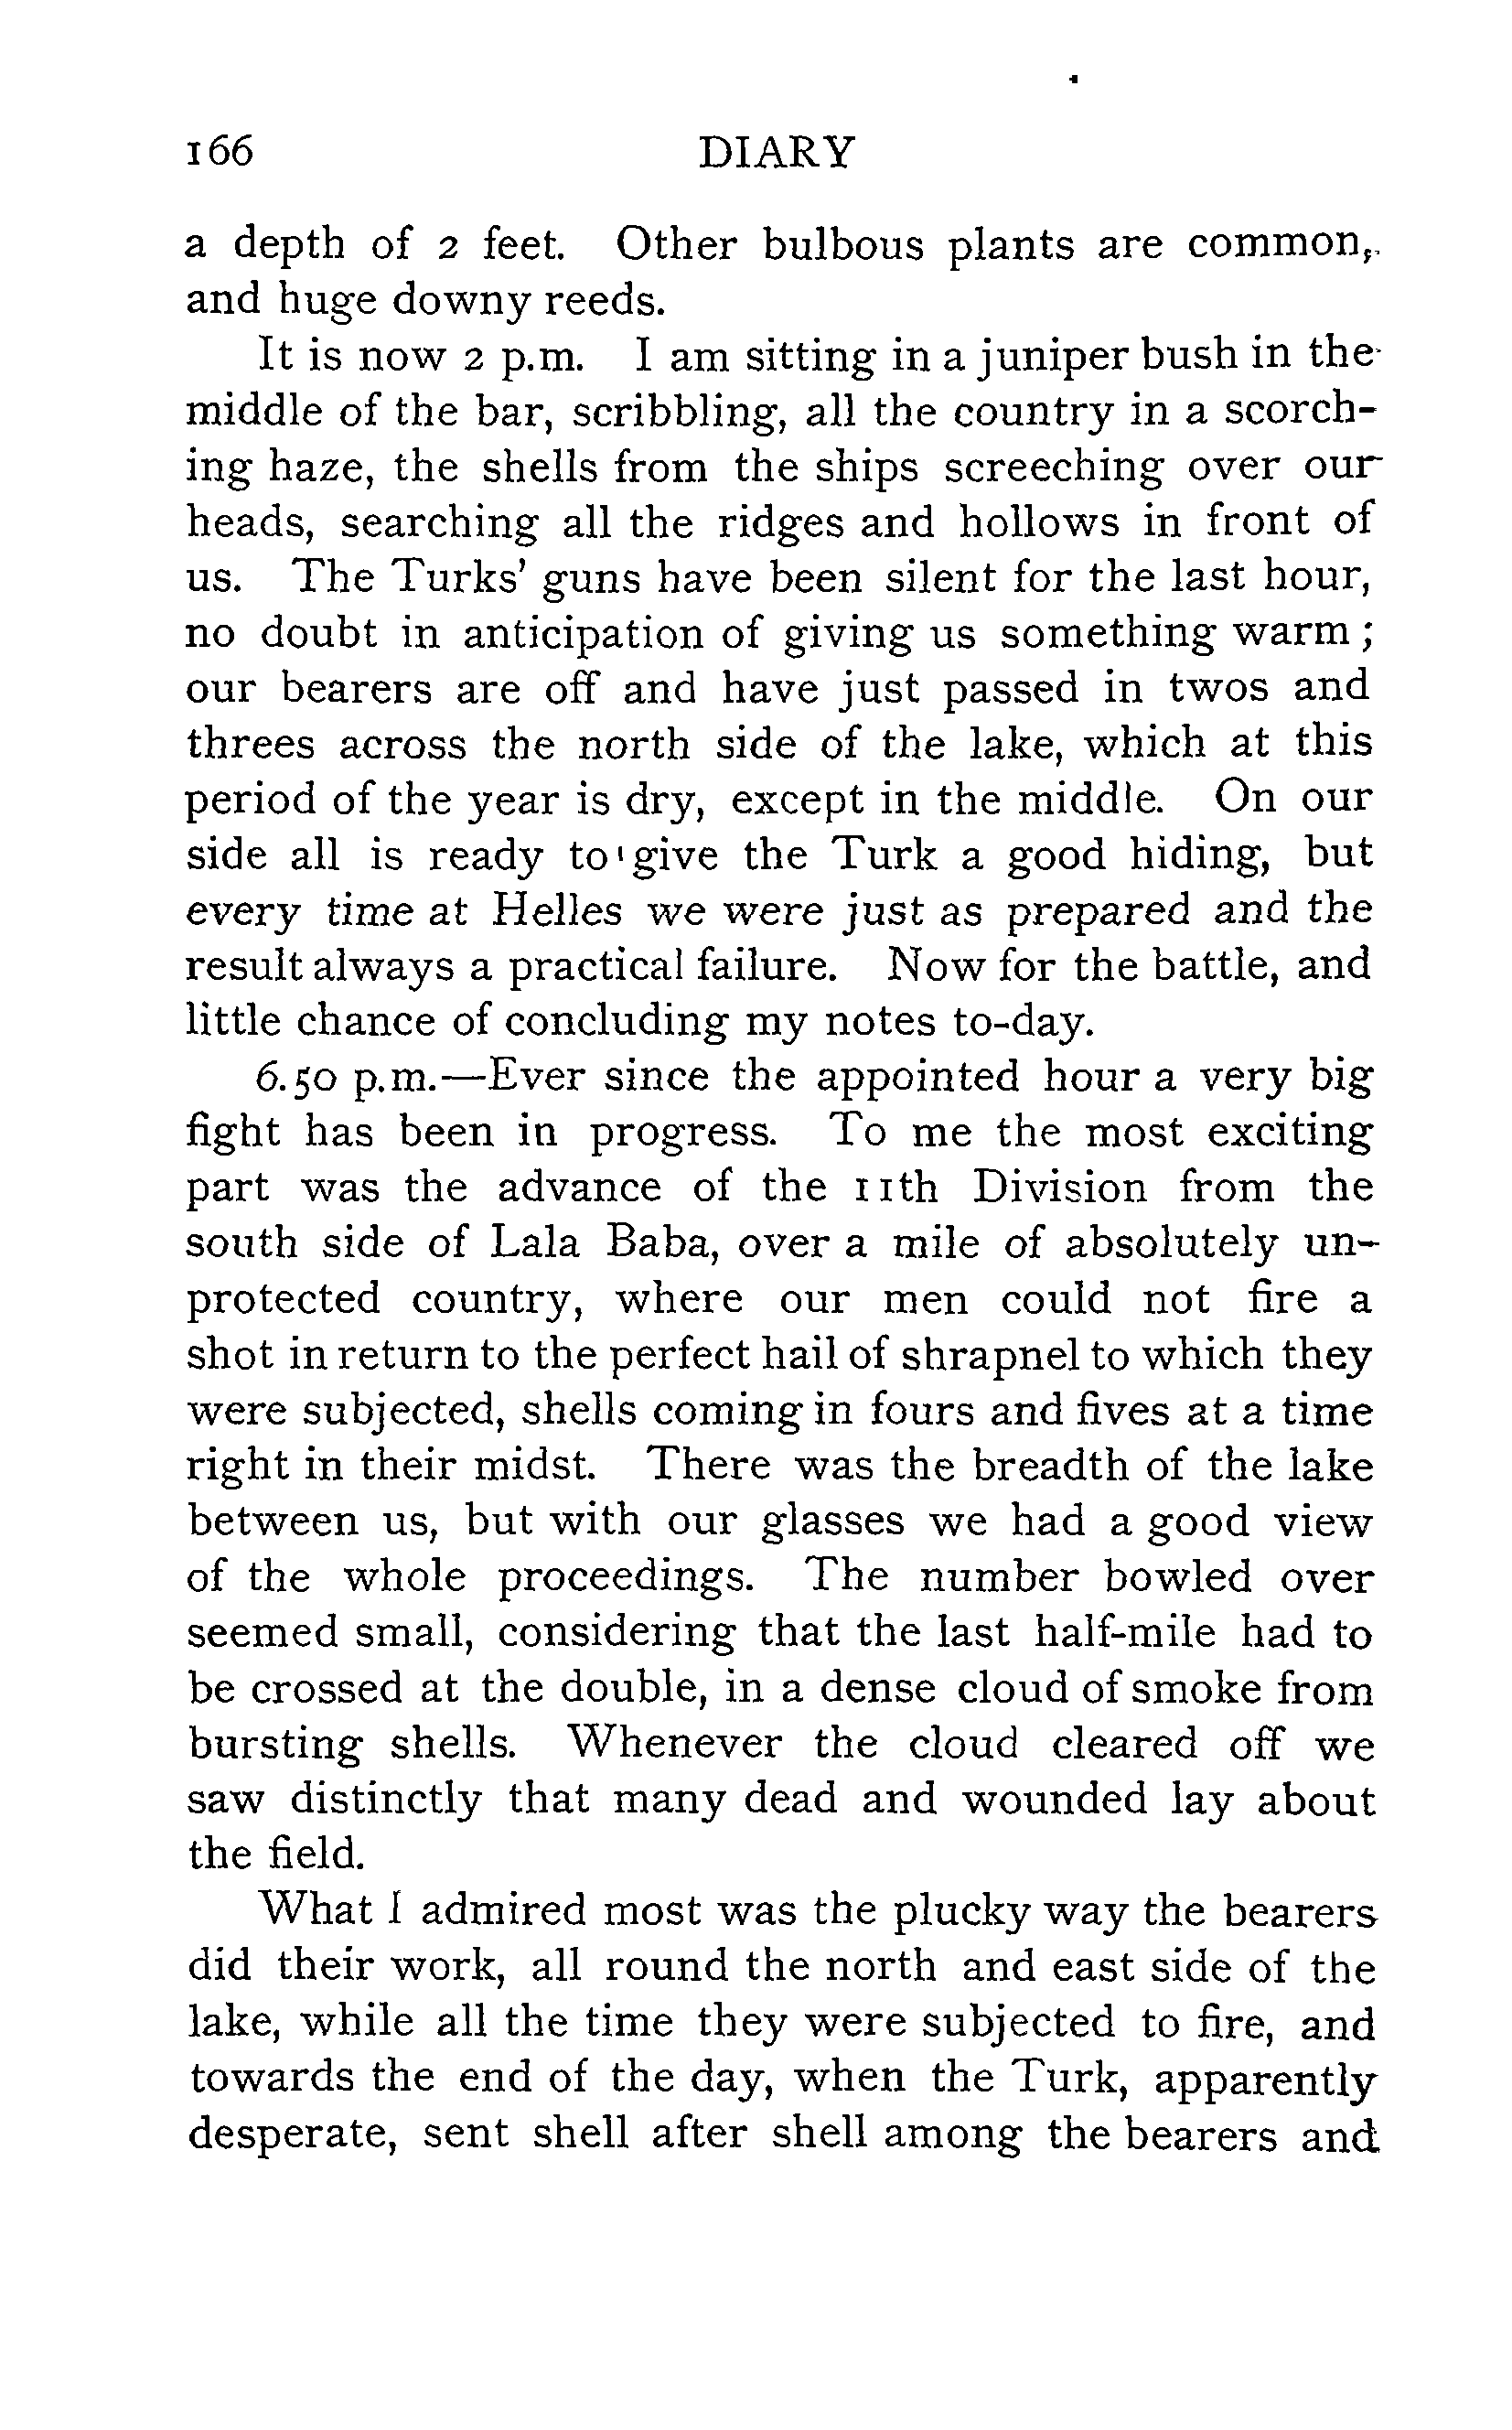 166 DIARY
a depth of 2 feet. Other bulbous plants are common,
and huge downy reeds.
It is now 2 p.m. I am sitting in a juniper bush in the
middle of the bar, scribbling, all the country in a scorch-
ing haze, the shells from the ships screeching over our
heads, searching all the ridges and hollows in front of
us. The Turks' guns have been silent for the last hour,
no doubt in anticipation of giving us something warm ;
our bearers are off and have just passed in twos and
threes across the north side of the lake, which at this
period of the year is dry, except in the middle. On our
side all is ready to give the Turk a good hiding, but
every time at Helles we were just as prepared and the
result always a practical failure. Now for the battle, and
little chance of concluding my notes to-day.
6.50 p.m.—Ever since the appointed hour a very big
fight has been in progress. To me the most exciting
part was the advance of the 11th Division from the
south side of Lala Baba, over a mile of absolutely un-
protected country, where our men could not fire a
shot in return to the perfect hail of shrapnel to which they
were subjected, shells coming in fours and fives at a time
right in their midst. There was the breadth of the lake
between us, but with our glasses we had a good view
of the whole proceedings. The number bowled over
seemed small, considering that the last half-mile had to
be crossed at the double, in a dense cloud of smoke from
bursting shells. Whenever the cloud cleared off we
saw distinctly that many dead and wounded lay about
the field.
What I admired most was the plucky way the bearers
did their work, all round the north and east side of the
lake, while all the time they were subjected to fire, and
towards the end of the day, when the Turk, apparently
desperate, sent shell after shell among the bearers and